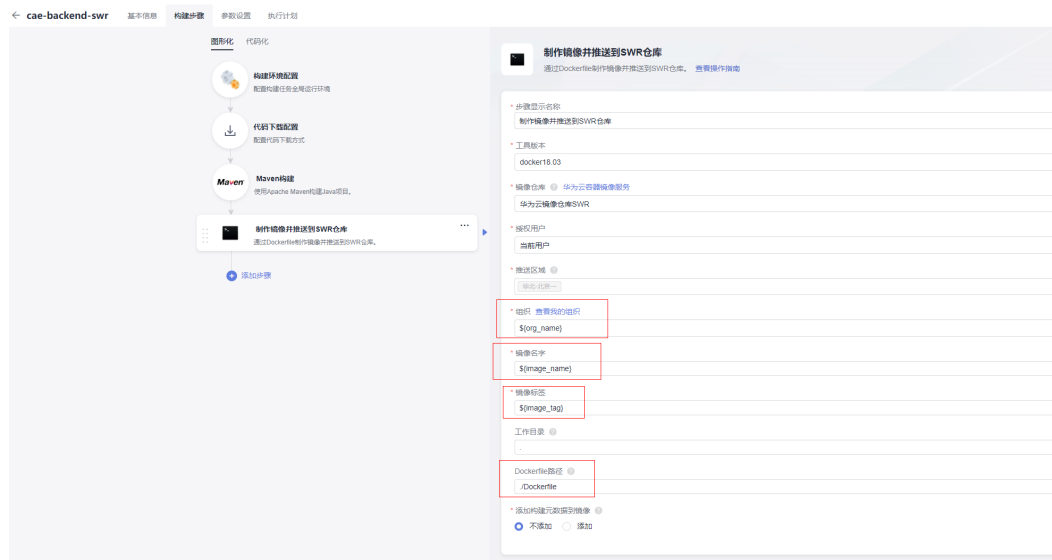 ← cae-backend-swr 基本信息 构建步骤 参数设置 执行计划
图形化 代码化
构建环境配置
配置构建任务全局运行环境
代码下载配置
配置代码下载方式
Maven
Maven构建
使用Apache Maven构建Java项目。
制作镜像并推送到SWR仓库
通过Dockerfile制作镜像并推送到SWR仓库。
添加步骤
制作镜像并推送到SWR仓库
通过Dockerfile制作镜像并推送到SWR仓库。 查看操作指南
* 步骤显示名称
制作镜像并推送到SWR仓库
* 工具版本
docker18.03
* 镜像仓库 华为云容器镜像服务
华为云镜像仓库SWR
* 授权用户
当前用户
* 推送区域
华北-北京一
* 组织 查看我的组织
${org_name}
* 镜像名字
${image_name}
* 镜像标签
${image_tag}
工作目录
.
Dockerfile路径
./Dockerfile
* 添加构建元数据到镜像
不添加 添加